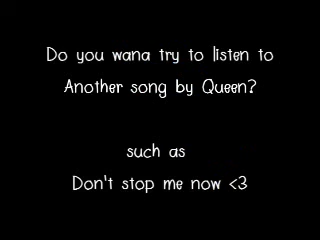 Do you wana try to listen to
Another song by Queen?
such as
Don't stop me now <3